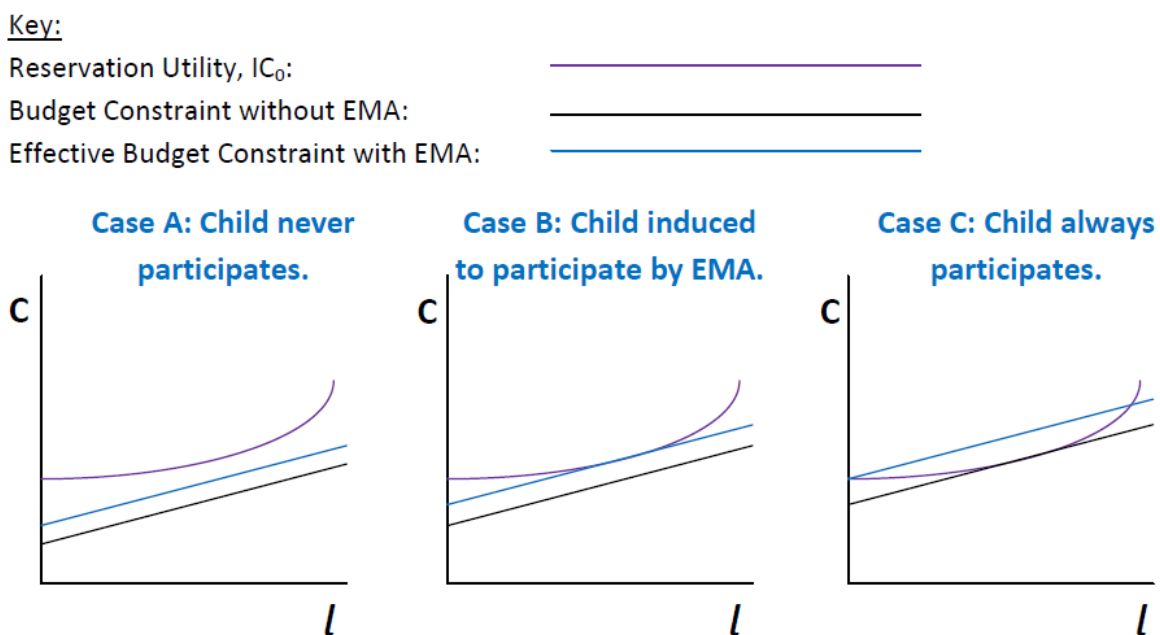 Key:
Reservation Utility, IC₀:
Budget Constraint without EMA:
Effective Budget Constraint with EMA:
Case A: Child never
participates.
Case B: Child induced
to participate by EMA.
Case C: Child always
participates.
C
C
C
l
l
l